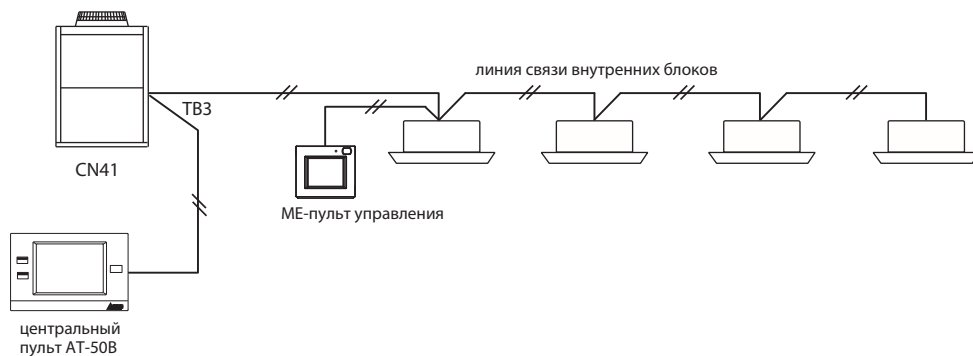 линия связи внутренних блоков
TB3
CN41
ME-пульт управления
центральный
пульт AT-50B